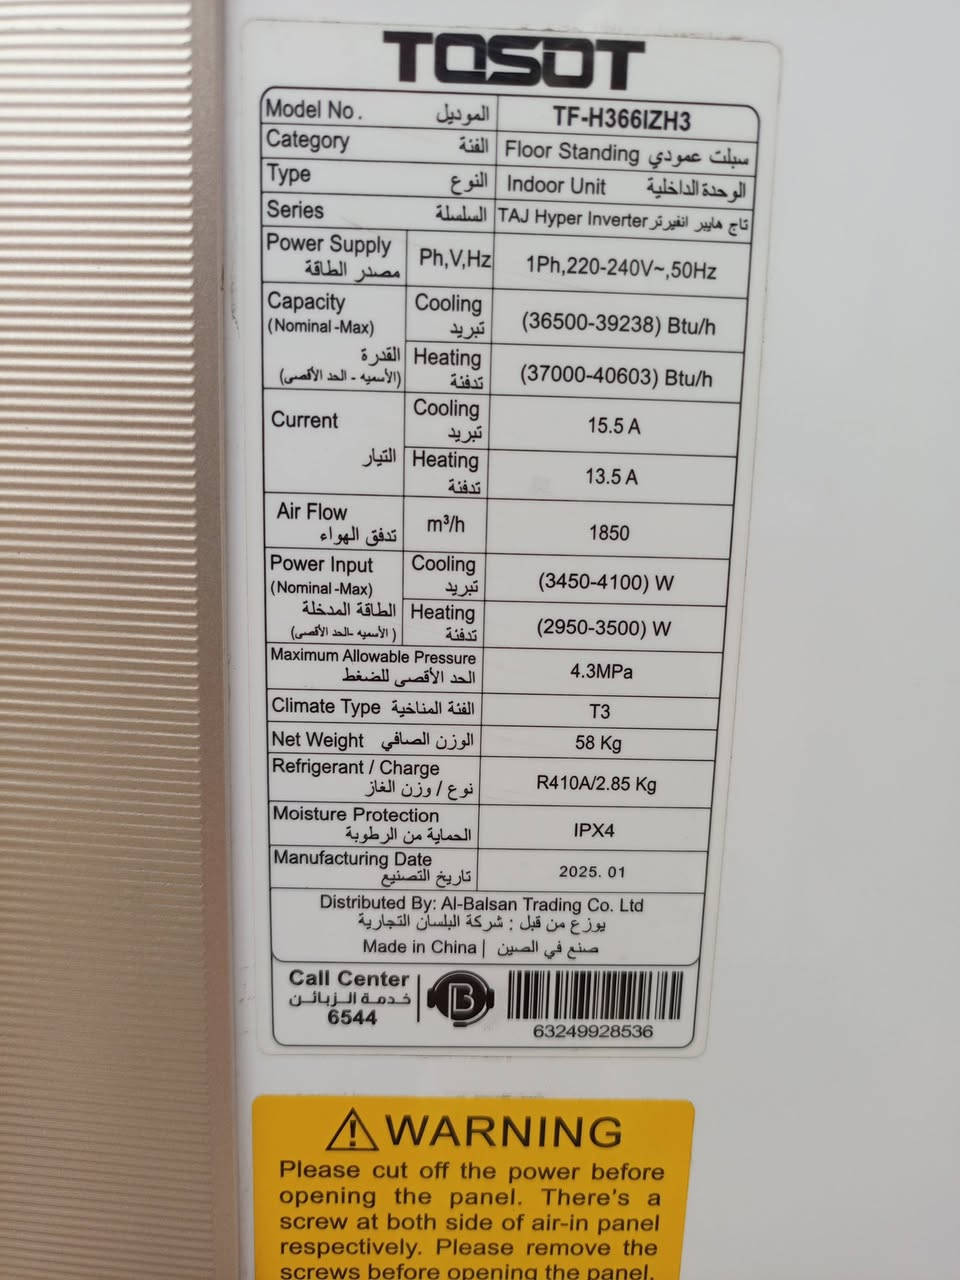 TOSOT
Model No. الموديل TF-H366IZH3
Category الفئة Floor Standing سبلت عمودي
Type النوع Indoor Unit الوحدة الداخلية
Series السلسلة TAJ Hyper Inverter تاج هايبر انفيرتر
Power Supply Ph,V,Hz 1Ph,220-240V~,50Hz
مصدر الطاقة
Capacity Cooling (36500-39238) Btu/h
(Nominal-Max) تبريد
القدرة Heating (37000-40603) Btu/h
(الأسميه - الحد الأقصى) تدفئة
Current Cooling 15.5 A
تبريد
التيار Heating 13.5 A
تدفئة
Air Flow m³/h 1850
تدفق الهواء
Power Input Cooling (3450-4100) W
(Nominal-Max) تبريد
الطاقة المدخلة Heating (2950-3500) W
(الأسميه -الحد الأقصى) تدفئة
Maximum Allowable Pressure 4.3MPa
الحد الأقصى للضغط
Climate Type الفئة المناخية T3
Net Weight الوزن الصافي 58 Kg
Refrigerant / Charge R410A/2.85 Kg
نوع / وزن الغاز
Moisture Protection IPX4
الحماية من الرطوبة
Manufacturing Date 2025. 01
تاريخ التصنيع
Distributed By: Al-Balsan Trading Co. Ltd
يوزع من قبل : شركة البلسان التجارية
Made in China | صنع في الصين
Call Center
خدمة الزبائن
6544
B
63249928536
WARNING
Please cut off the power before
opening the panel. There's a
screw at both side of air-in panel
respectively. Please remove the
screws before opening the panel.